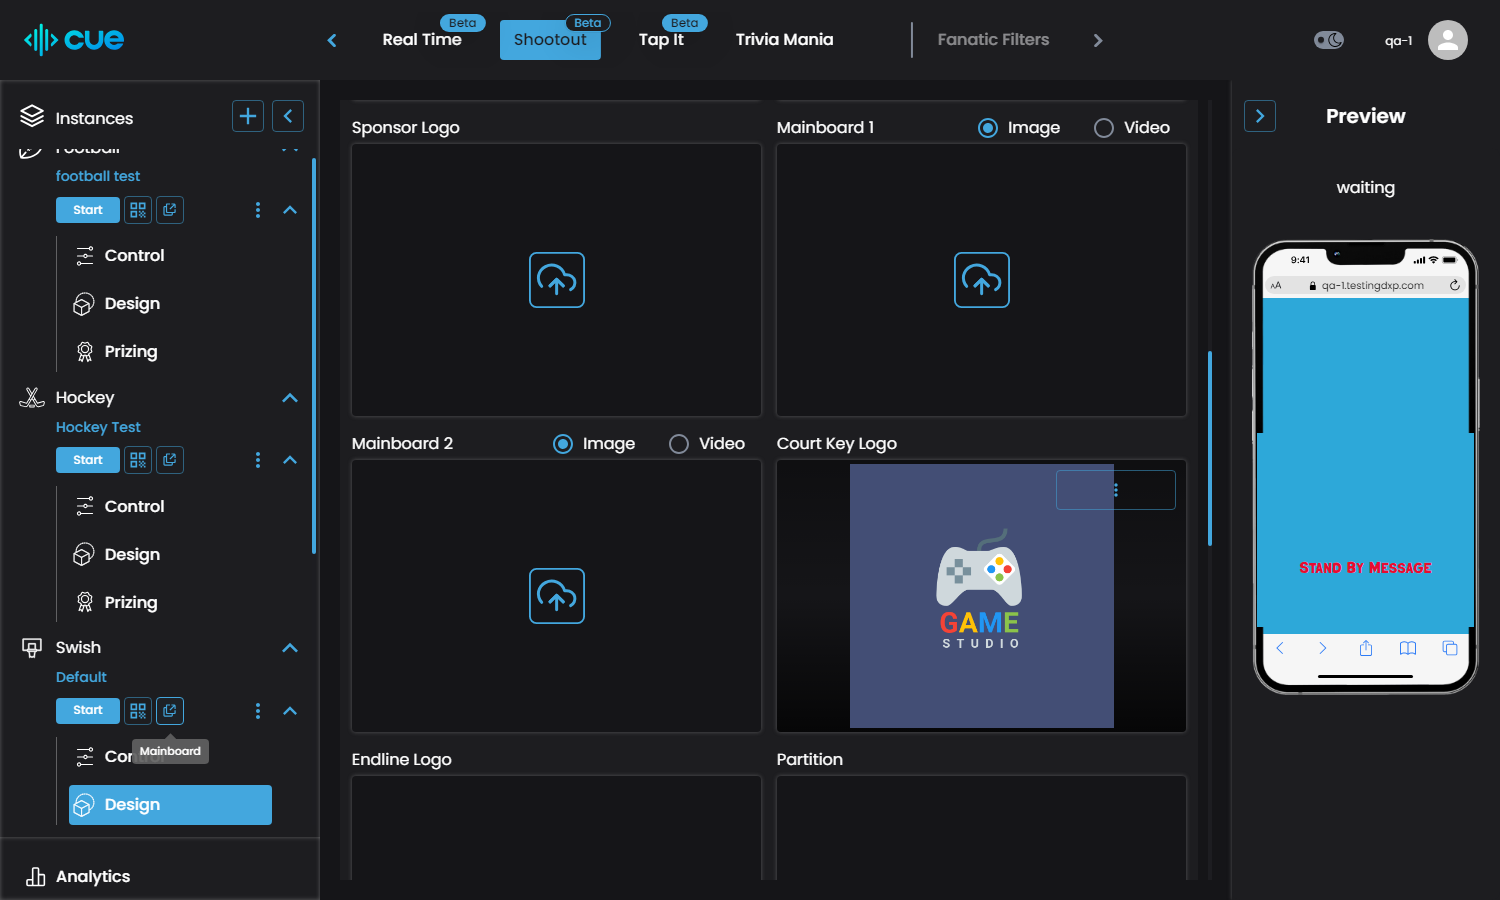 cue
Real Time
Beta
Shootout
Beta
Tap It
Beta
Trivia Mania
Fanatic Filters
qa-1
Instances
Football
football test
Start
Control
Design
Prizing
Hockey
Hockey Test
Start
Control
Design
Prizing
Swish
Default
Start
Mainboard
Control
Design
Analytics
Sponsor Logo
Mainboard 1
Image
Video
Mainboard 2
Image
Video
Court Key Logo
GAME
STUDIO
Endline Logo
Partition
Preview
waiting
9:41
AA
qa-1.testingdxp.com
Stand By Message